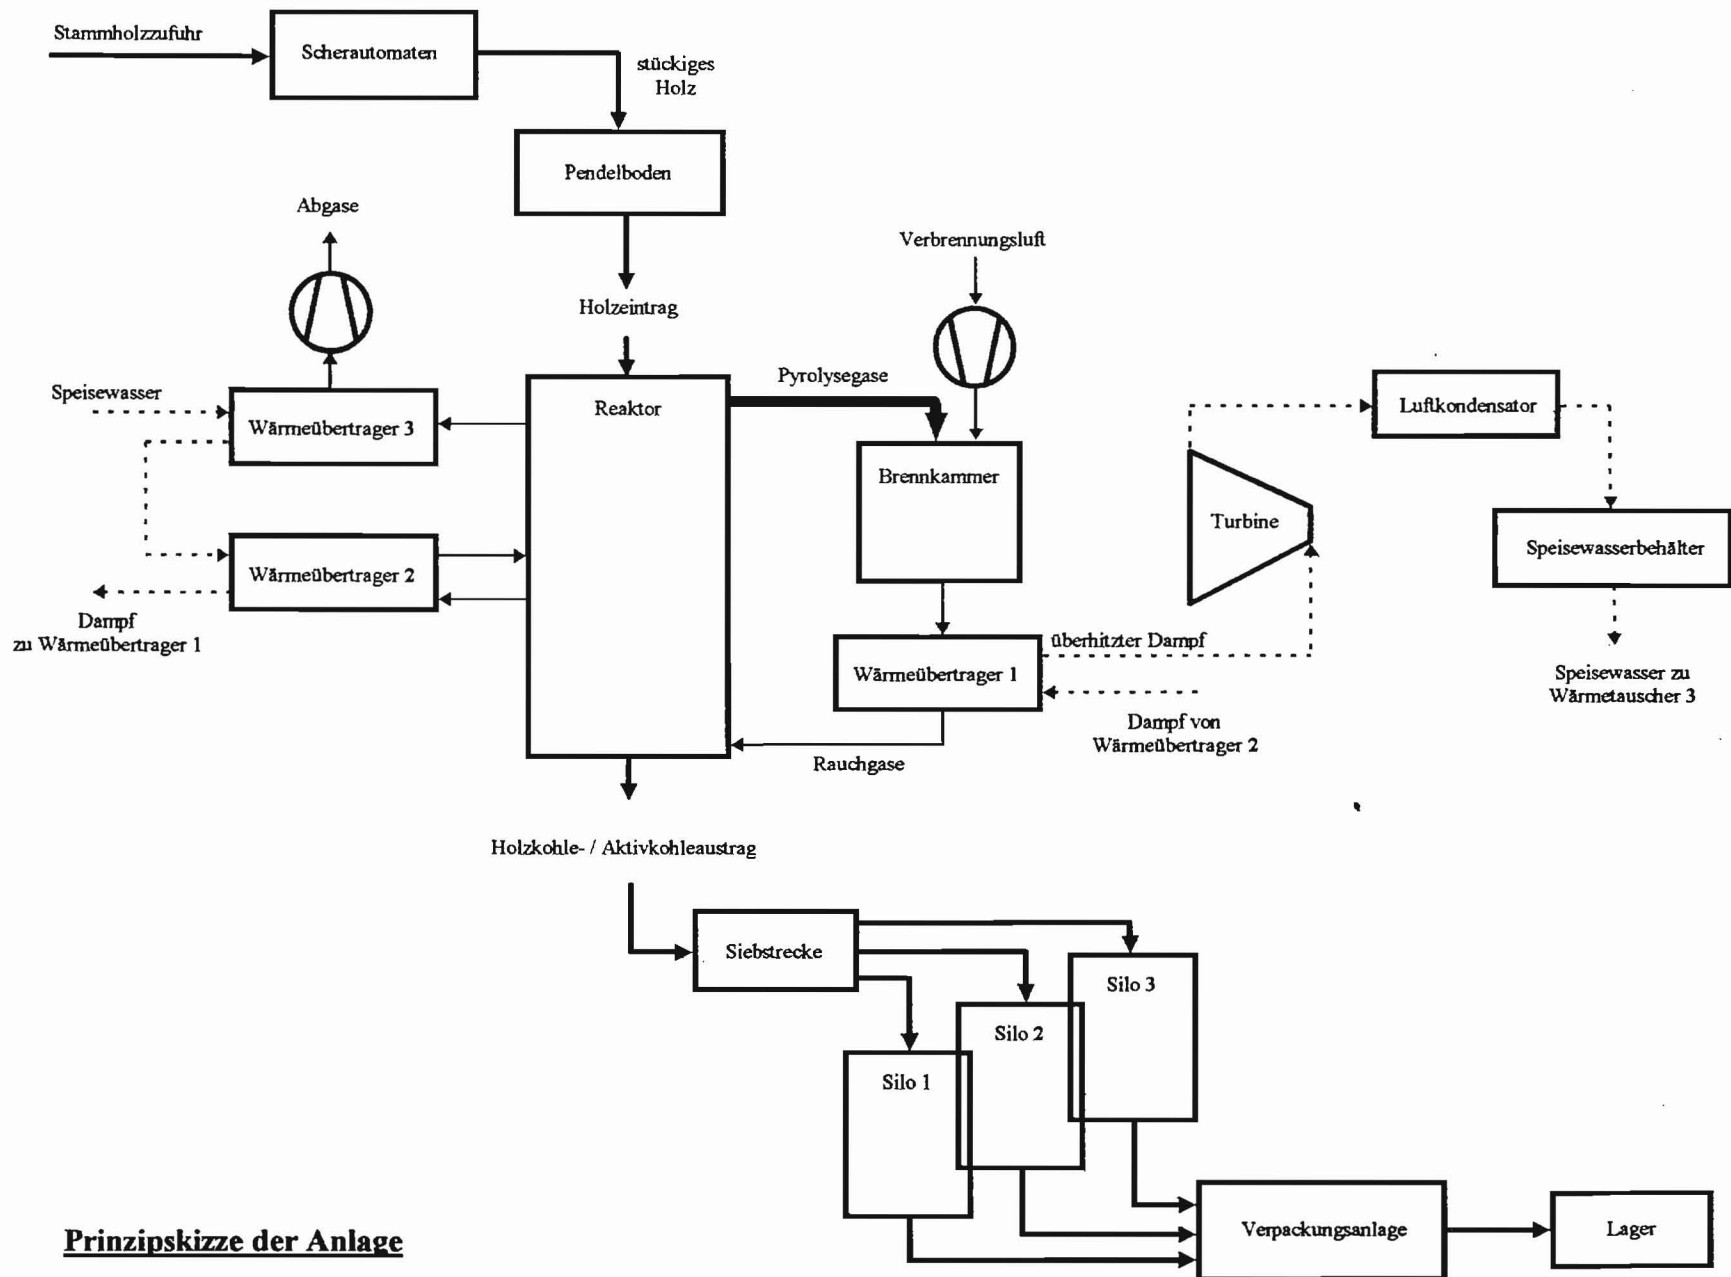 Stammholzzufuhr
Scherautomaten
stückiges
Holz
Pendelboden
Abgase
Verbrennungsluft
Holzeintrag
Speisewasser
Wärmeübertrager 3
Reaktor
Pyrolysegase
Brennkammer
Luftkondensator
Turbine
Speisewasserbehälter
Wärmeübertrager 2
Dampf
zu Wärmeübertrager 1
überhitzter Dampf
Wärmeübertrager 1
Speisewasser zu
Wärmetauscher 3
Dampf von
Wärmeübertrager 2
Rauchgase
Holzkohle- / Aktivkohleaustrag
Siebstrecke
Silo 3
Silo 2
Silo 1
Verpackungsanlage
Lager
Prinzipskizze der Anlage